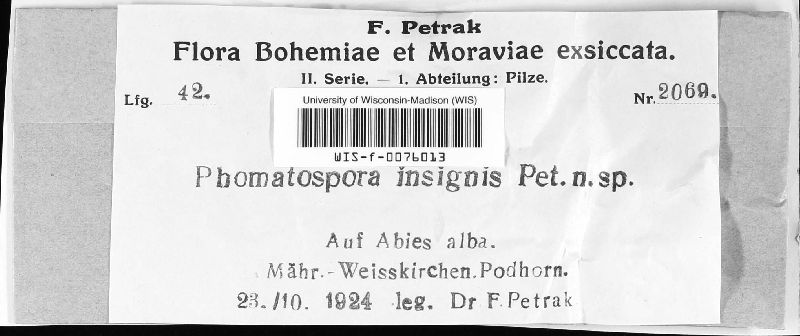 F. Petrak
Flora Bohemiae et Moraviae exsiccata.
II. Serie. — 1. Abteilung: Pilze.
Lfg. 42. Nr. 2069.
University of Wisconsin-Madison (WIS)
WIS-f-0076013
Phomatospora insignis Pet. n. sp.
Auf Abies alba.
Mähr.-Weisskirchen. Podhorn.
23./10. 1924 leg. Dr F. Petrak